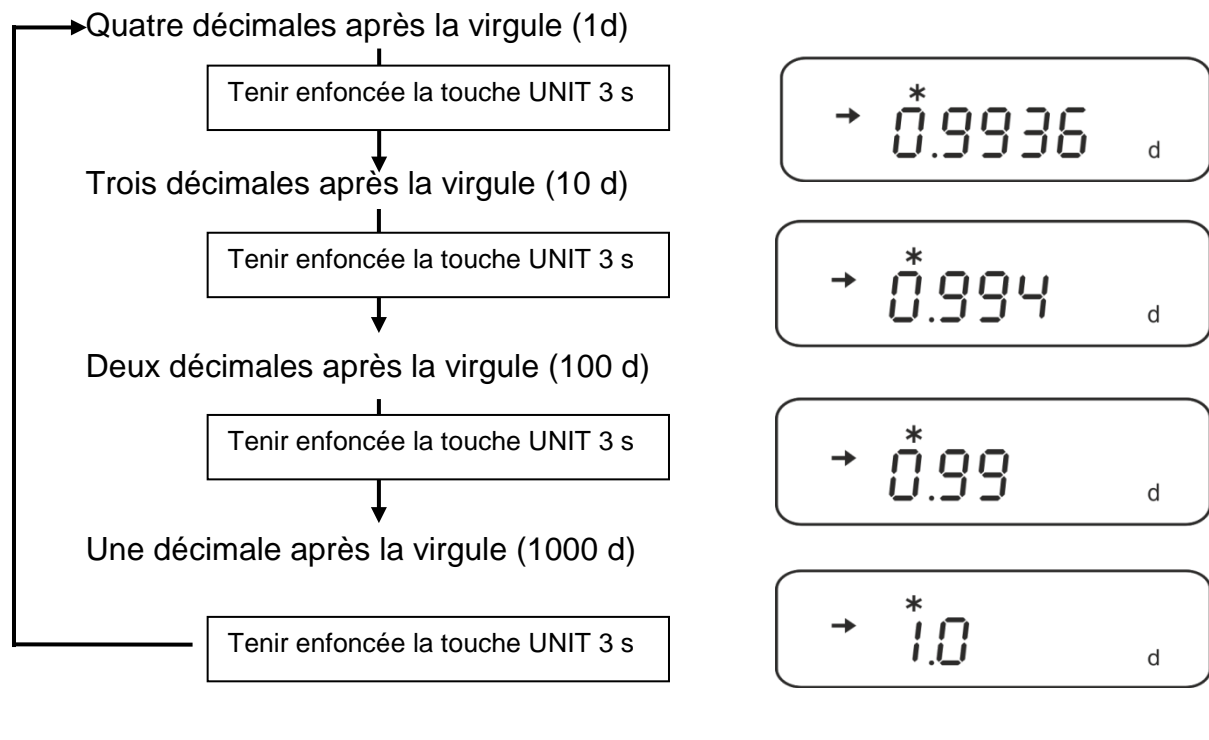 Quatre décimales après la virgule (1d)
Tenir enfoncée la touche UNIT 3 s
* 0.9936 d
Trois décimales après la virgule (10 d)
Tenir enfoncée la touche UNIT 3 s
* 0.994 d
Deux décimales après la virgule (100 d)
Tenir enfoncée la touche UNIT 3 s
* 0.99 d
Une décimale après la virgule (1000 d)
Tenir enfoncée la touche UNIT 3 s
* 1.0 d